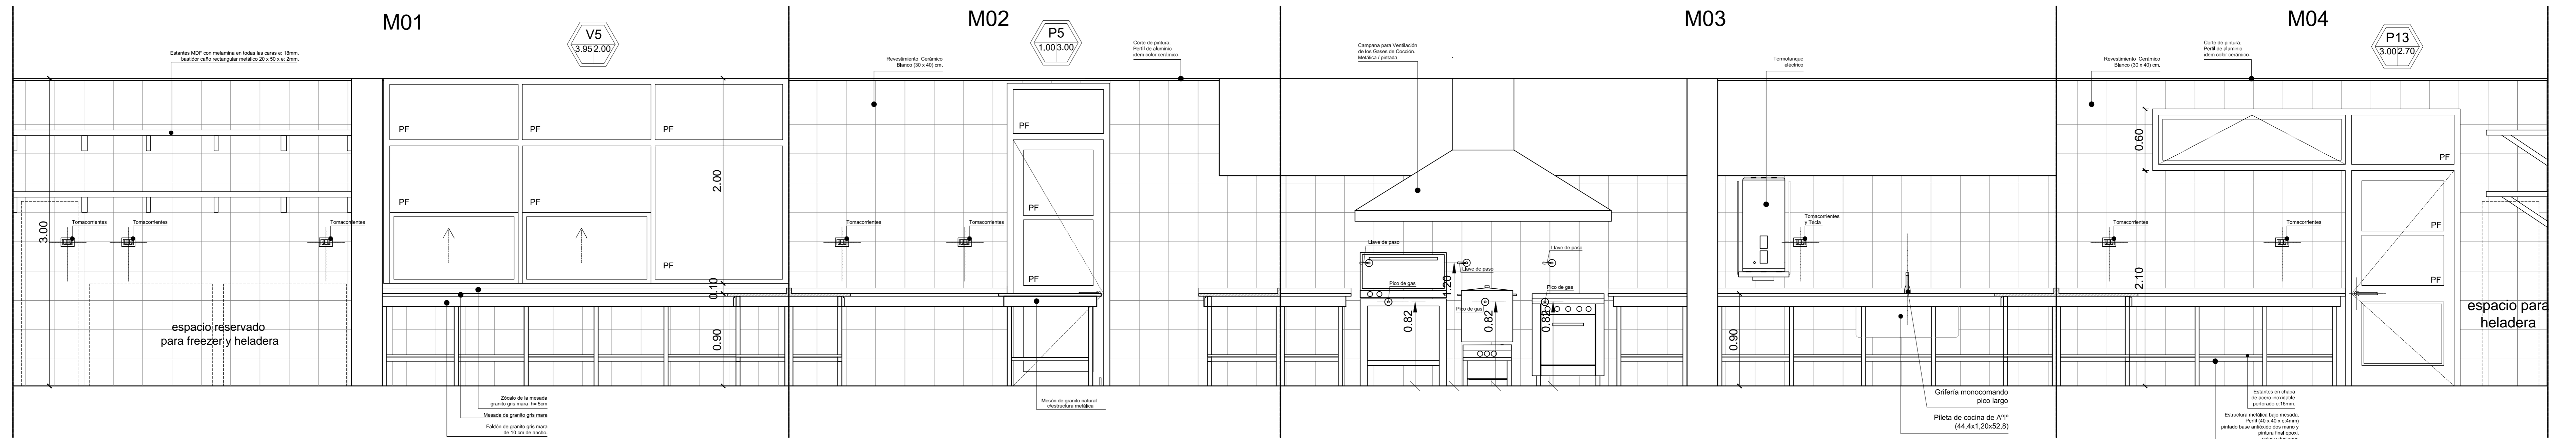 M01
M02
M03
M04
V5
3.95 2.00
P5
1.00 3.00
P13
3.00 2.70
Estantes MDF con melamina en todas las caras e: 18mm.
bastidor caño rectangular metálico 20 x 50 x e: 2mm.
Revestimiento Cerámico
Blanco (30 x 40) cm.
Corte de pintura:
Perfil de aluminio
idem color cerámico.
Campana para Ventilación
de los Gases de Cocción,
Metálica / pintada,
Termotanque
eléctrico
Revestimiento Cerámico
Blanco (30 x 40) cm.
Corte de pintura:
Perfil de aluminio
idem color cerámico.
PF
PF
PF
PF
PF
PF
PF
PF
PF
PF
PF
PF
3.00
2.00
0.10
0.90
Tomacorrientes
Tomacorrientes
Tomacorrientes
Tomacorrientes
Tomacorrientes
Llave de paso
Llave de paso
Llave de paso
Pico de gas
Pico de gas
Pico de gas
1.20
0.82
0.82
0.82
Tomacorrientes
y Tecla
0.90
Tomacorrientes
Tomacorrientes
0.60
2.10
espacio reservado
para freezer y heladera
espacio para
heladera
Zócalo de la mesada
granito gris mara h= 5cm
Mesada de granito gris mara
Faldón de granito gris mara
de 10 cm de ancho.
Mesón de granito natural
c/estructura metálica
Grifería monocomando
pico largo
Pileta de cocina de AºIº
(44,4x1,20x52,8)
Estantes en chapa
de acero inoxidable
perforado e:16mm.
Estructura metálica bajo mesada,
Perfil (40 x 40 x e:4mm)
pintado base antióxido dos mano y
pintura final epoxi,